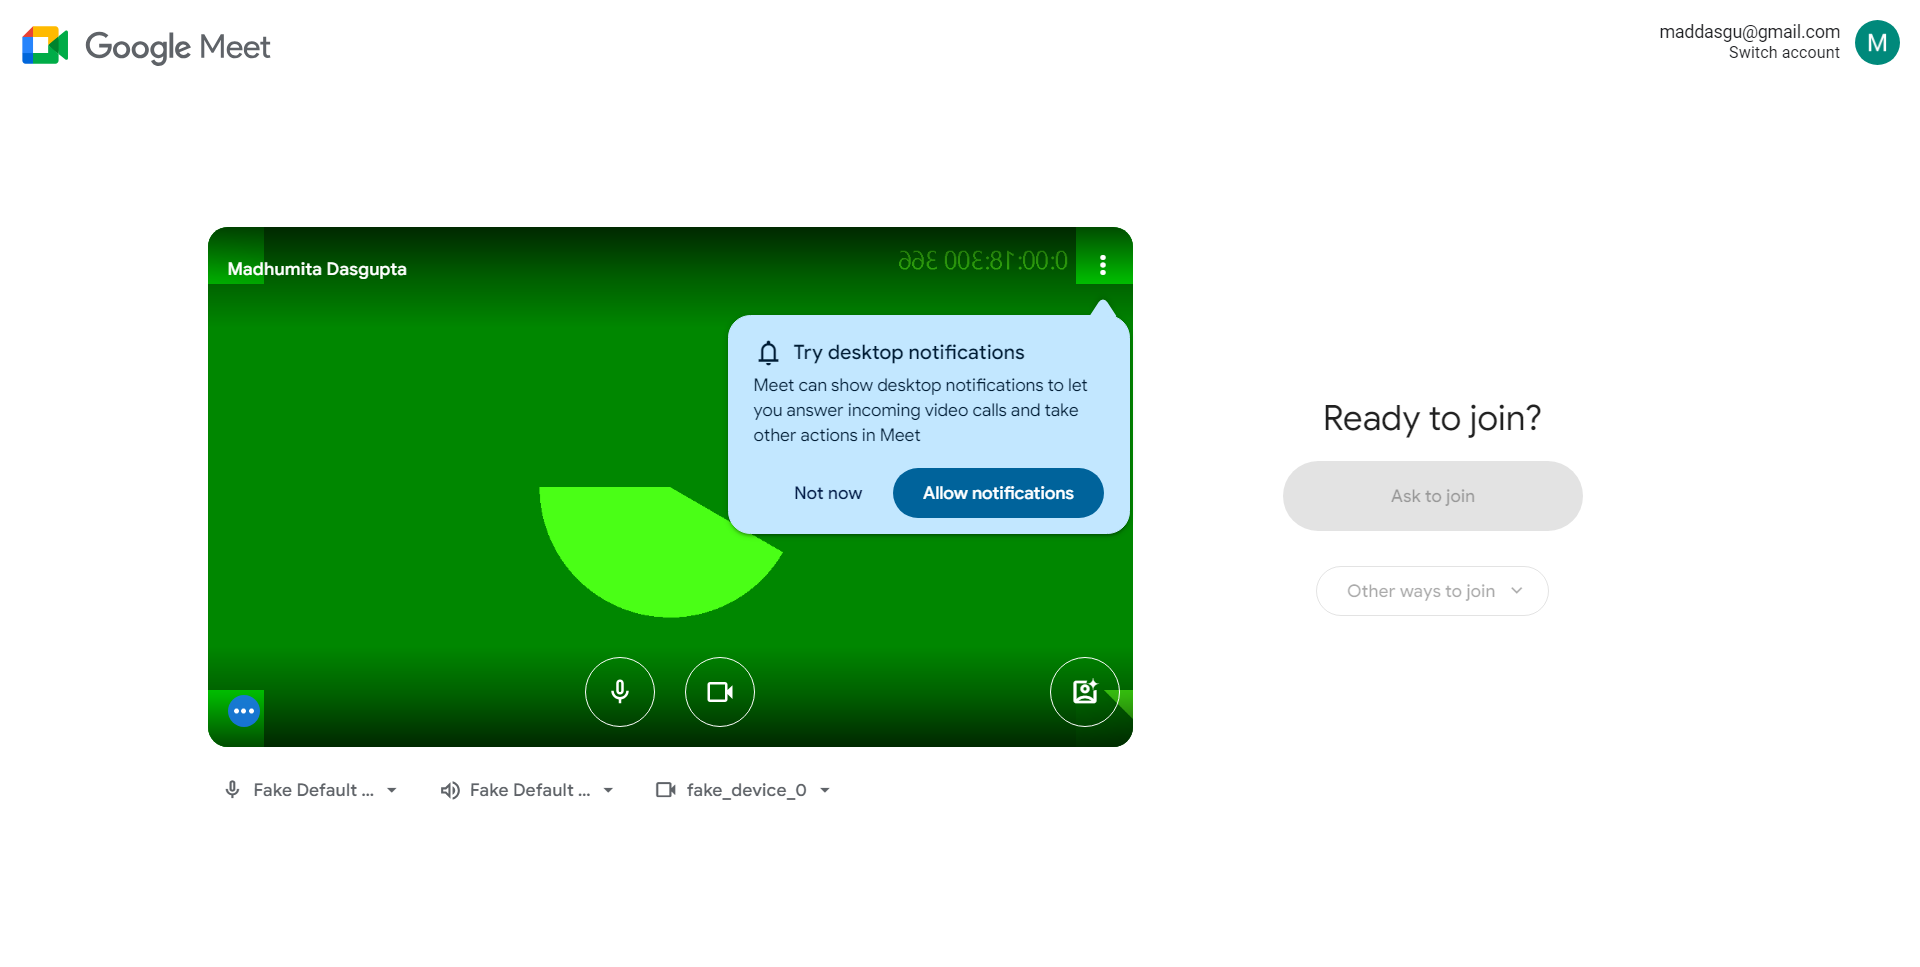 Google Meet
maddasgu@gmail.com
Switch account
M
Madhumita Dasgupta
0:00:18:300 366
Try desktop notifications
Meet can show desktop notifications to let
you answer incoming video calls and take
other actions in Meet
Not now
Allow notifications
Ready to join?
Ask to join
Other ways to join
Fake Default ...
Fake Default ...
fake_device_0